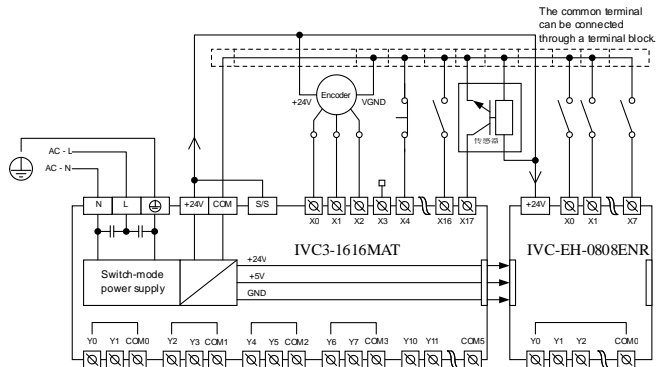 The common terminal
can be connected
through a terminal block.
+24V
Encoder
VGND
传感器
AC - L
AC - N
N
L
+24V
COM
S/S
X0
X1
X2
X3
X4
X16
X17
+24V
X0
X1
X7
IVC3-1616MAT
IVC-EH-0808ENR
Switch-mode
power supply
+24V
+5V
GND
Y0
Y1
COM0
Y2
Y3
COM1
Y4
Y5
COM2
Y6
Y7
COM3
Y10
Y11
COM5
Y0
Y1
Y2
COM0